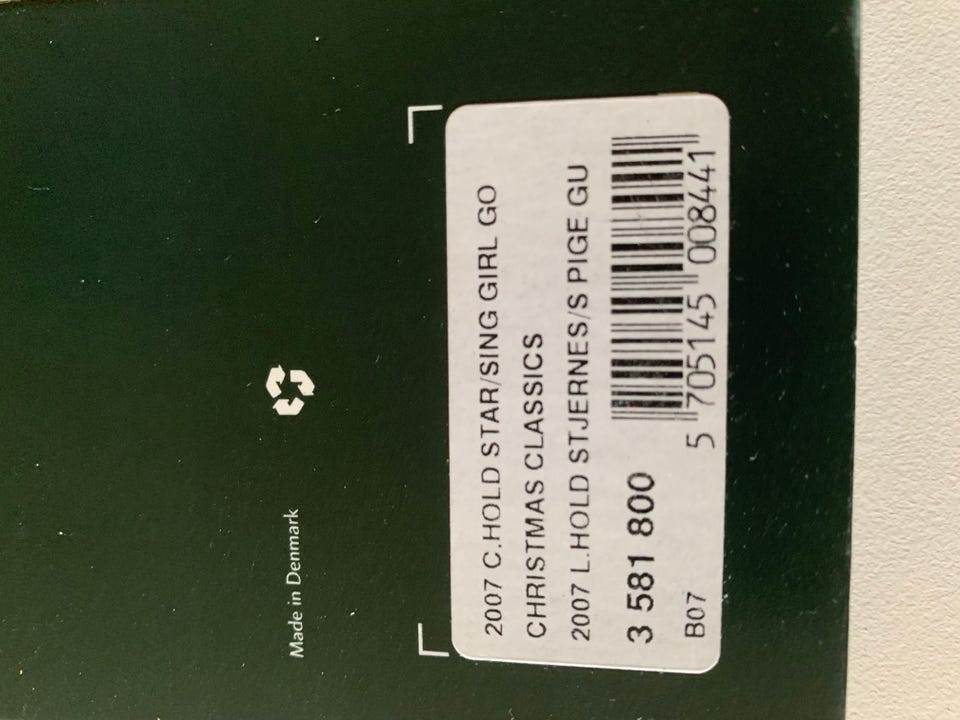 Made in Denmark
2007 C.HOLD STAR/SING GIRL GO
CHRISTMAS CLASSICS
2007 L.HOLD STJERNES/S PIGE GU
3 581 800
B07
5 705145 008441